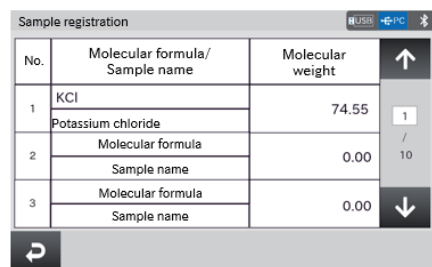 Sample registration USB PC
No. Molecular formula/ Sample name Molecular weight
1 KCl 74.55
Potassium chloride
2 Molecular formula 0.00
Sample name
3 Molecular formula 0.00
Sample name
1
/
10